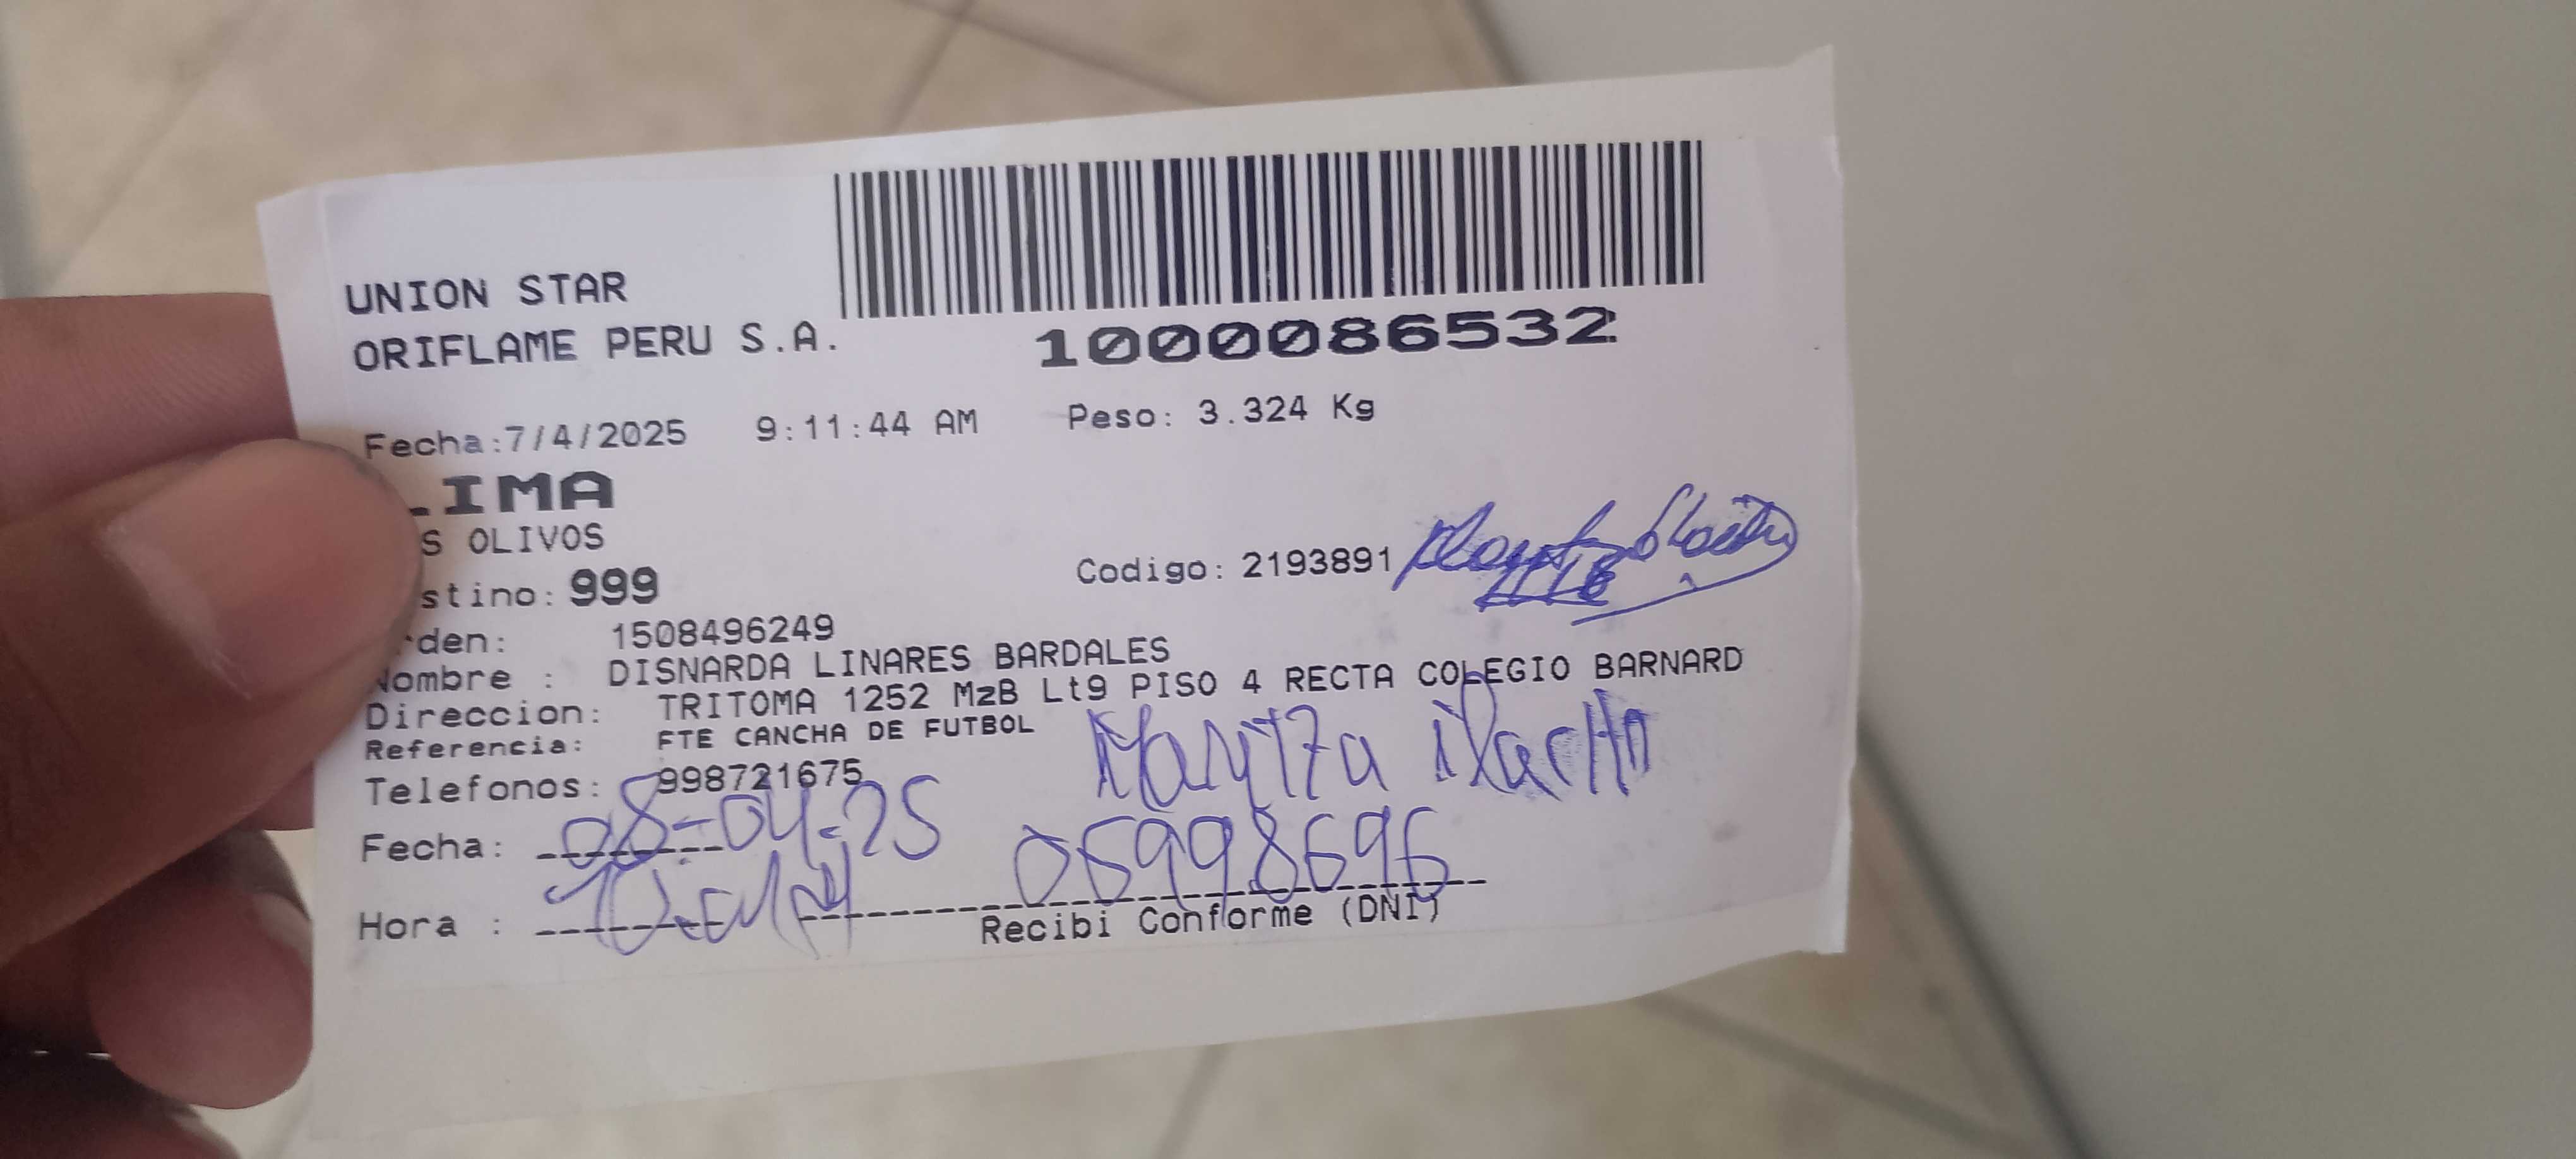 UNION STAR
ORIFLAME PERU S.A.
1000086532
Fecha:7/4/2025 9:11:44 AM Peso: 3.324 Kg
LIMA
S OLIVOS
stino: 999
Codigo: 2193891
rden: 1508496249
Nombre : DISNARDA LINARES BARDALES
Direccion: TRITOMA 1252 MzB Lt9 PISO 4 RECTA COLEGIO BARNARD
Referencia: FTE CANCHA DE FUTBOL
Telefonos: 998721675
Fecha: 08-04-25
Hora :
Recibi Conforme (DNI)